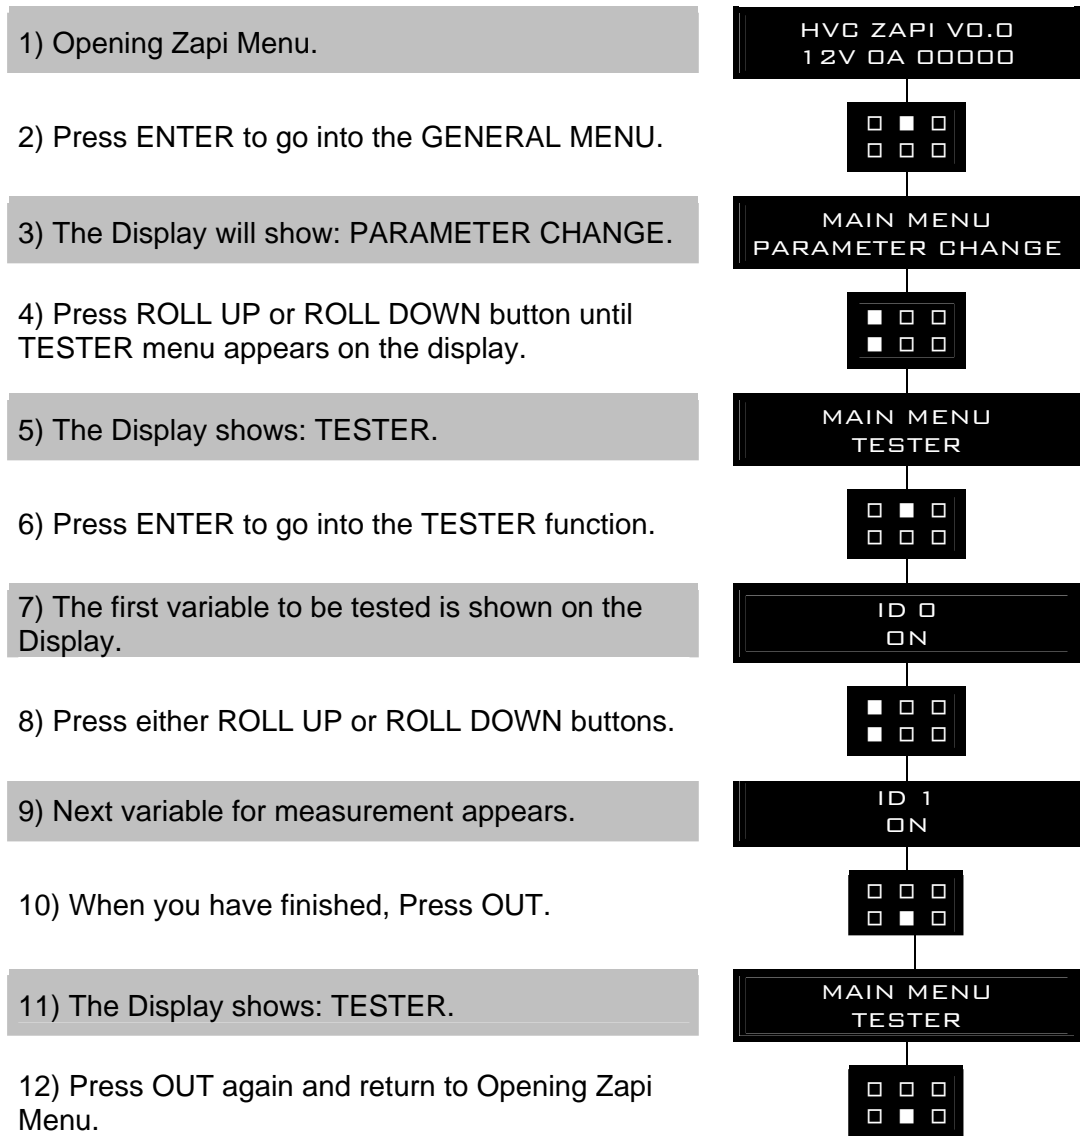 1) Opening Zapi Menu.
HVC ZAPI V0.0
12V 0A 00000
2) Press ENTER to go into the GENERAL MENU.
3) The Display will show: PARAMETER CHANGE.
MAIN MENU
PARAMETER CHANGE
4) Press ROLL UP or ROLL DOWN button until
TESTER menu appears on the display.
5) The Display shows: TESTER.
MAIN MENU
TESTER
6) Press ENTER to go into the TESTER function.
7) The first variable to be tested is shown on the
Display.
ID 0
ON
8) Press either ROLL UP or ROLL DOWN buttons.
9) Next variable for measurement appears.
ID 1
ON
10) When you have finished, Press OUT.
11) The Display shows: TESTER.
MAIN MENU
TESTER
12) Press OUT again and return to Opening Zapi
Menu.